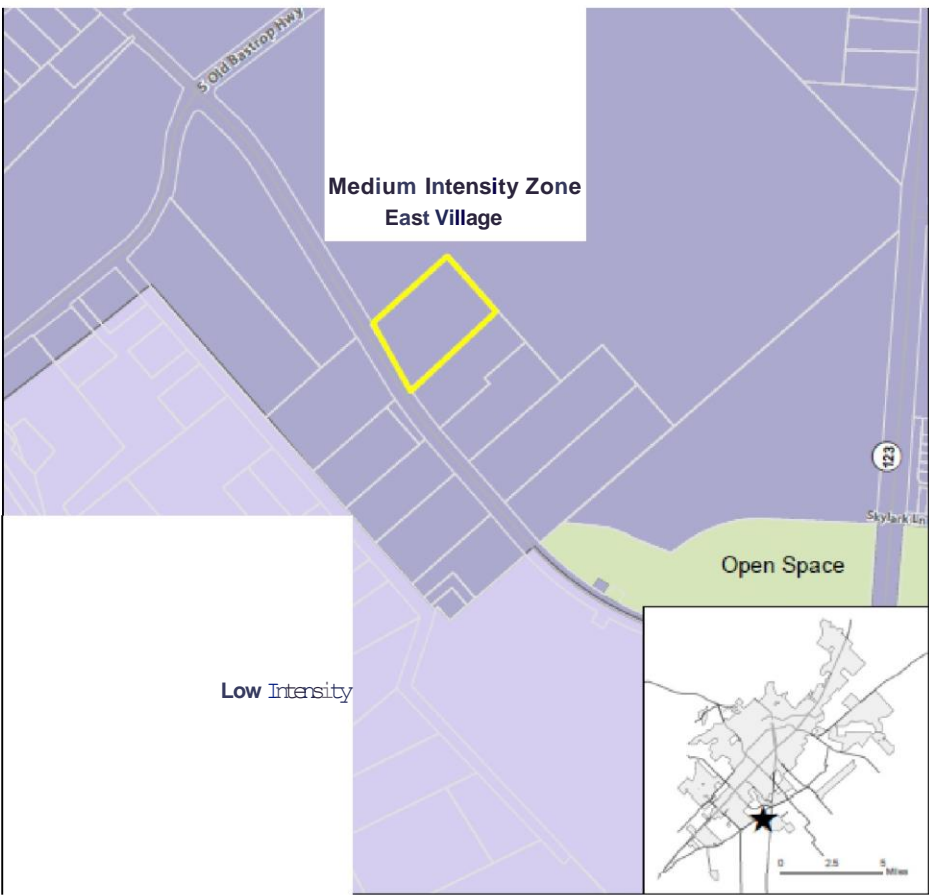 S Old Bastrop Hwy
Medium Intensity Zone
East Village
123
Skylark Ln
Open Space
Low Intensity
0 2.5 5
Miles